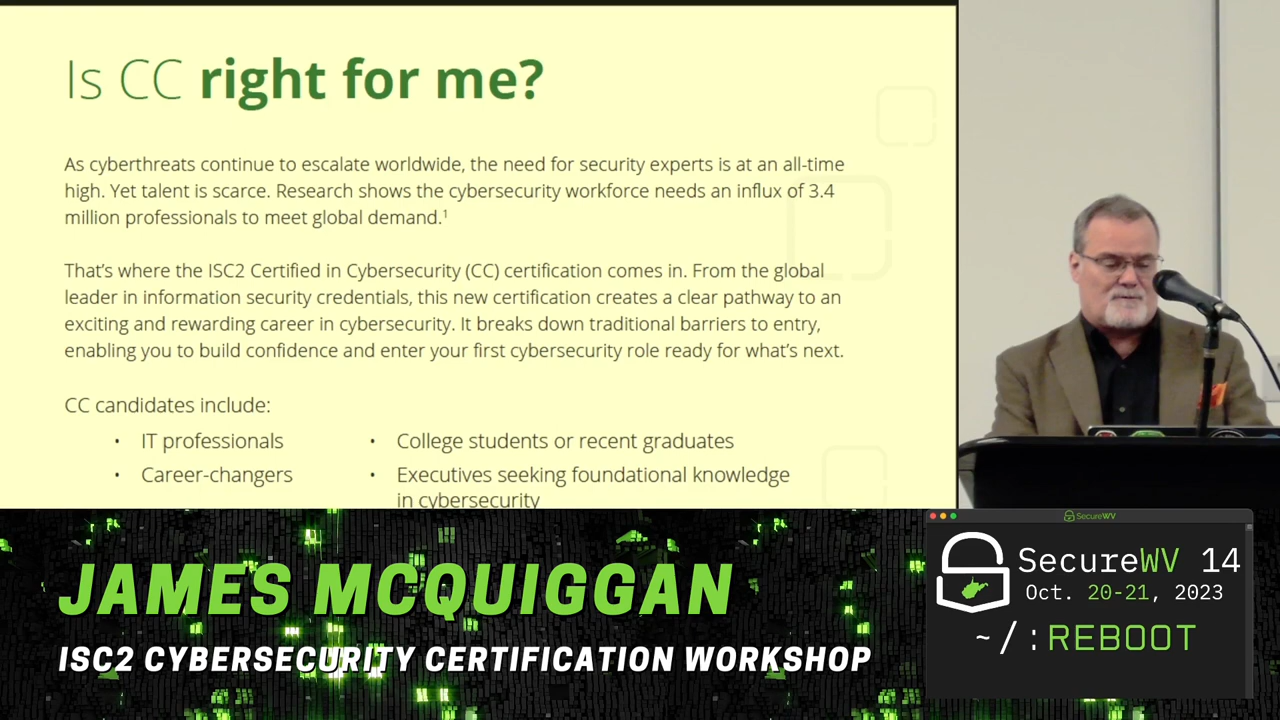 Is CC right for me?
As cyberthreats continue to escalate worldwide, the need for security experts is at an all-time
high. Yet talent is scarce. Research shows the cybersecurity workforce needs an influx of 3.4
million professionals to meet global demand.¹
That’s where the ISC2 Certified in Cybersecurity (CC) certification comes in. From the global
leader in information security credentials, this new certification creates a clear pathway to an
exciting and rewarding career in cybersecurity. It breaks down traditional barriers to entry,
enabling you to build confidence and enter your first cybersecurity role ready for what’s next.
CC candidates include:
• IT professionals
• Career-changers
• College students or recent graduates
• Executives seeking foundational knowledge
in cybersecurity
JAMES MCQUIGGAN
ISC2 CYBERSECURITY CERTIFICATION WORKSHOP
SecureWV
SecureWV 14
Oct. 20-21, 2023
~/:REBOOT